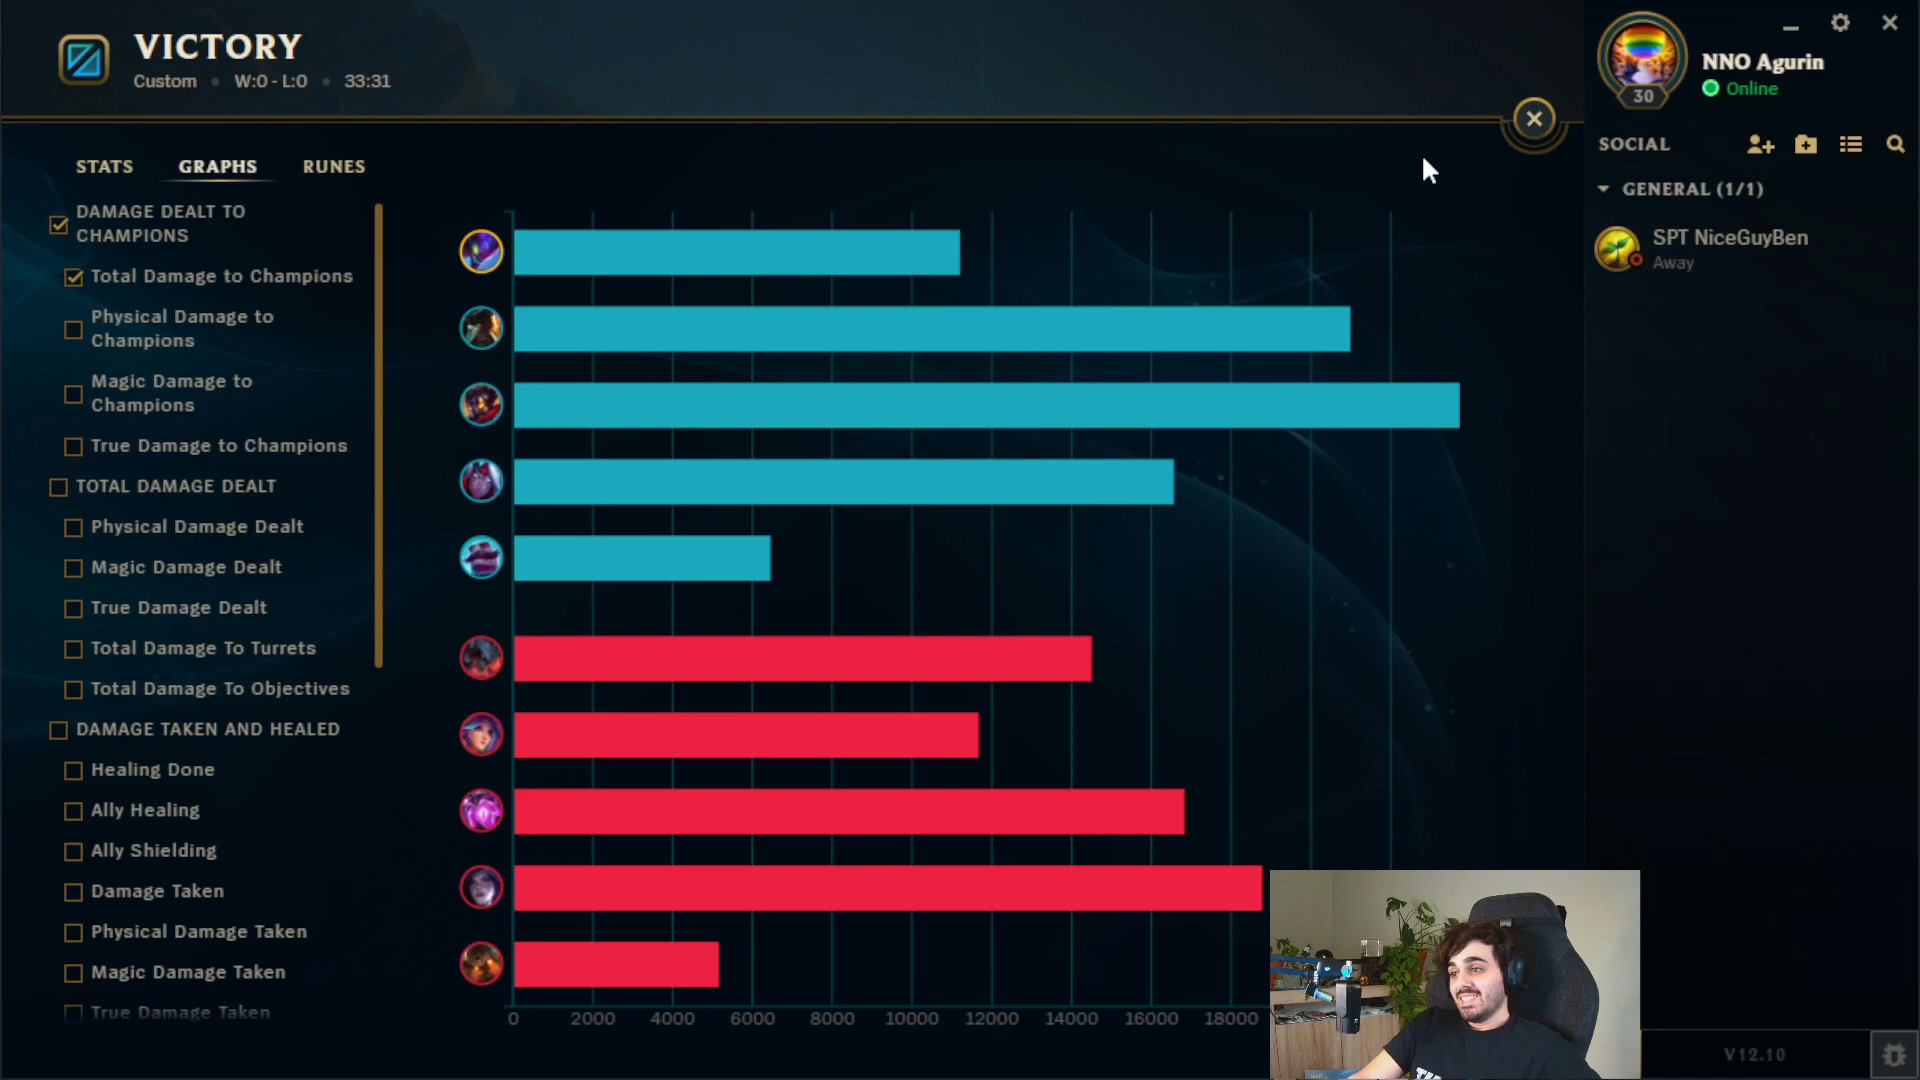 VICTORY
Custom • W:0 - L:0 • 33:31
NNO Agurin
Online
30
SOCIAL
GENERAL (1/1)
SPT NiceGuyBen
Away
STATS GRAPHS RUNES
DAMAGE DEALT TO
CHAMPIONS
Total Damage to Champions
Physical Damage to
Champions
Magic Damage to
Champions
True Damage to Champions
TOTAL DAMAGE DEALT
Physical Damage Dealt
Magic Damage Dealt
True Damage Dealt
Total Damage To Turrets
Total Damage To Objectives
DAMAGE TAKEN AND HEALED
Healing Done
Ally Healing
Ally Shielding
Damage Taken
Physical Damage Taken
Magic Damage Taken
True Damage Taken
0 2000 4000 6000 8000 10000 12000 14000 16000 18000
V12.10